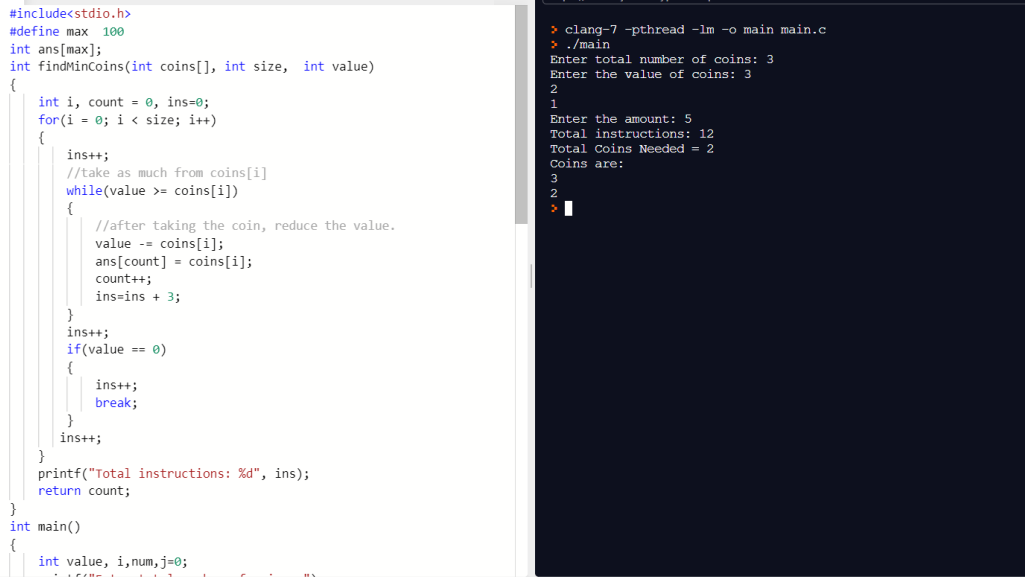 #include<stdio.h>
#define max  100
int ans[max];
int findMinCoins(int coins[], int size,  int value)
{
    int i, count = 0, ins=0;
    for(i = 0; i < size; i++)
    {
        ins++;
        //take as much from coins[i]
        while(value >= coins[i])
        {
            //after taking the coin, reduce the value.
            value -= coins[i];
            ans[count] = coins[i];
            count++;
            ins=ins + 3;
        }
        ins++;
        if(value == 0)
        {
            ins++;
            break;
        }
       ins++;
    }
    printf("Total instructions: %d", ins);
    return count;
}
int main()
{
    int value, i,num,j=0;
> clang-7 -pthread -lm -o main main.c
> ./main
Enter total number of coins: 3
Enter the value of coins: 3
2
1
Enter the amount: 5
Total instructions: 12
Total Coins Needed = 2
Coins are:
3
2
>